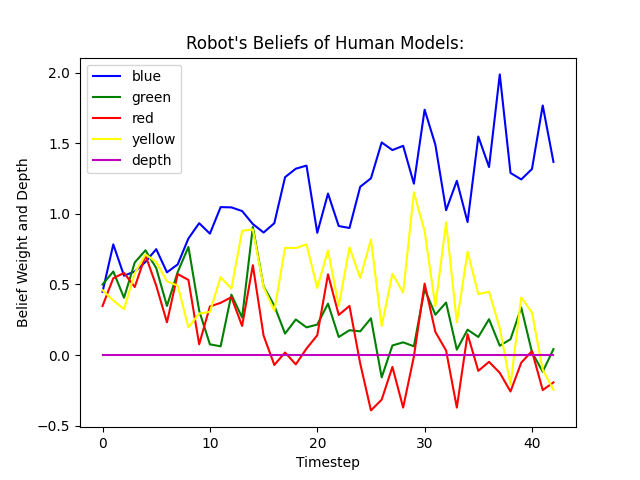 Robot's Beliefs of Human Models:
blue
green
red
yellow
depth
Belief Weight and Depth
2.0
1.5
1.0
0.5
0.0
−0.5
0 10 20 30 40
Timestep